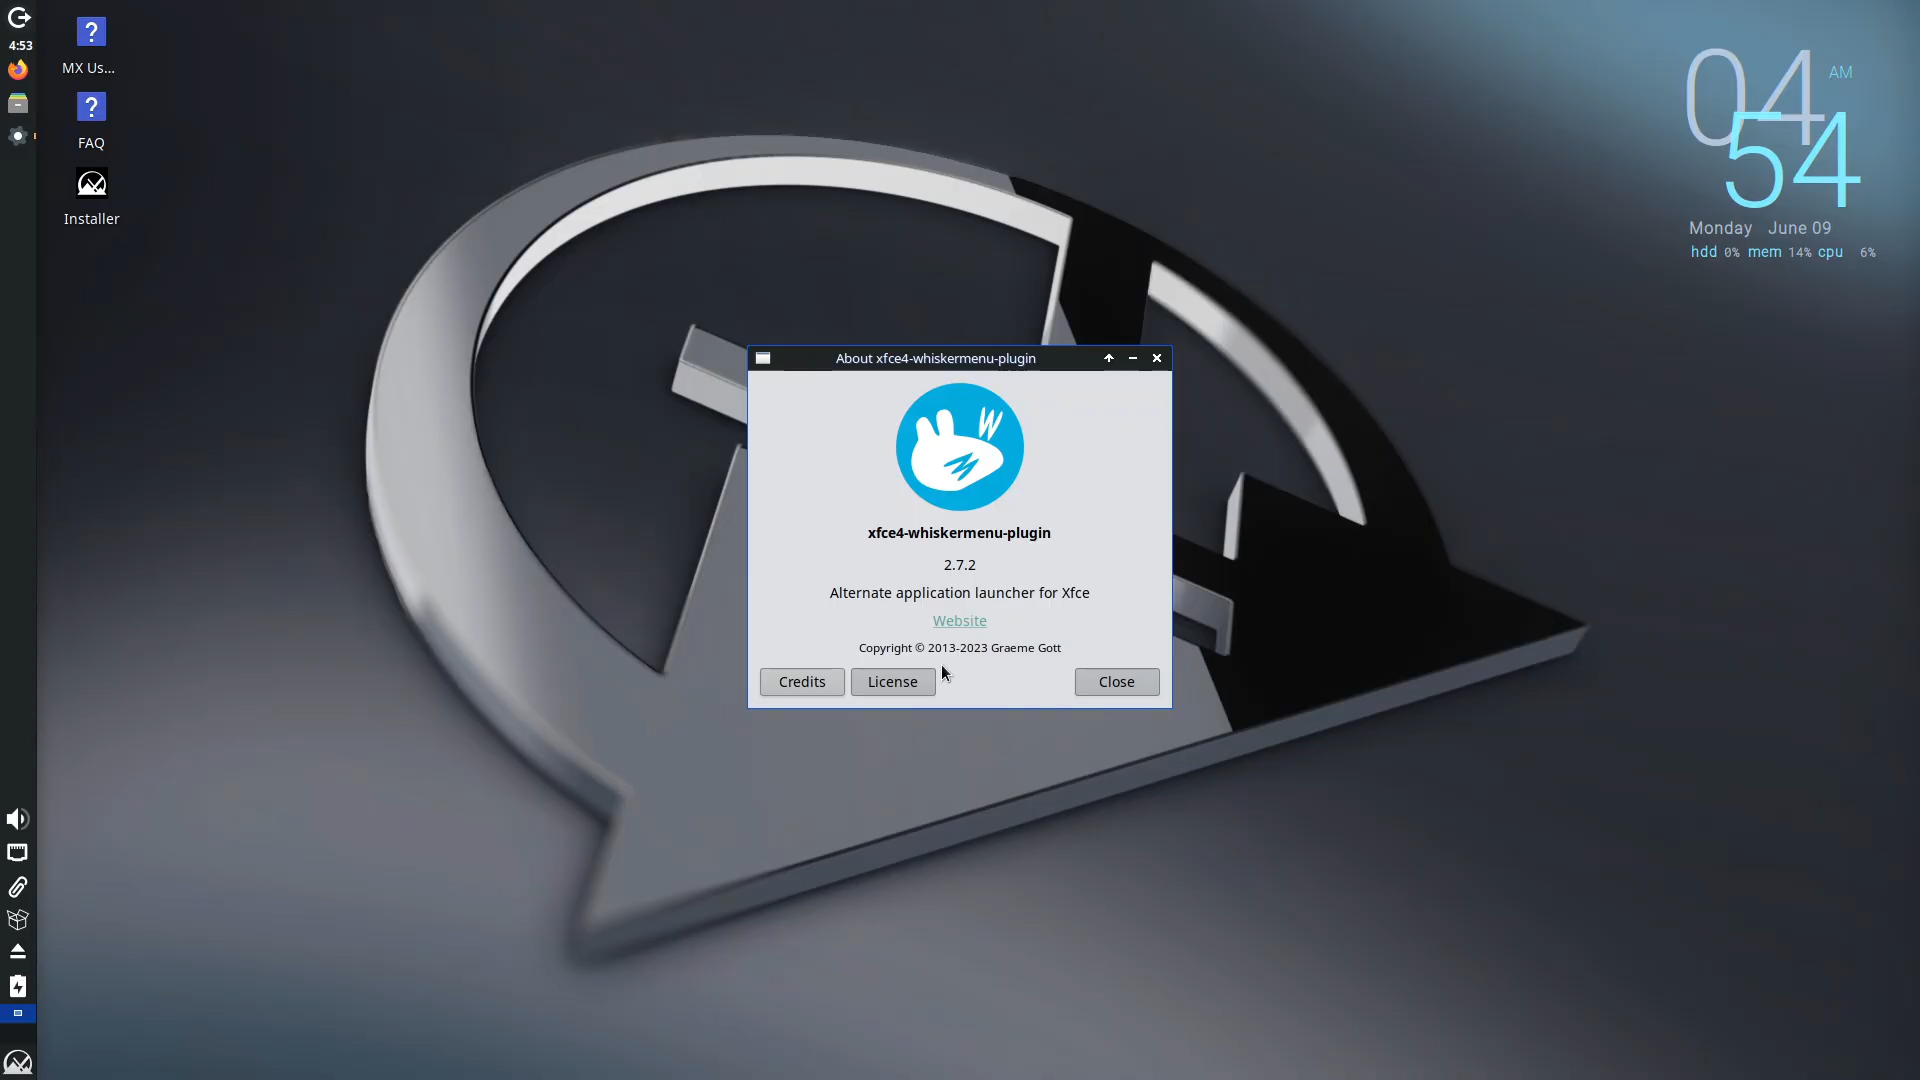 4:53
MX Us...
FAQ
Installer
04
AM
54
Monday June 09
hdd 0% mem 14% cpu 6%
About xfce4-whiskermenu-plugin
W
xfce4-whiskermenu-plugin
2.7.2
Alternate application launcher for Xfce
Website
Copyright © 2013-2023 Graeme Gott
Credits
License
Close